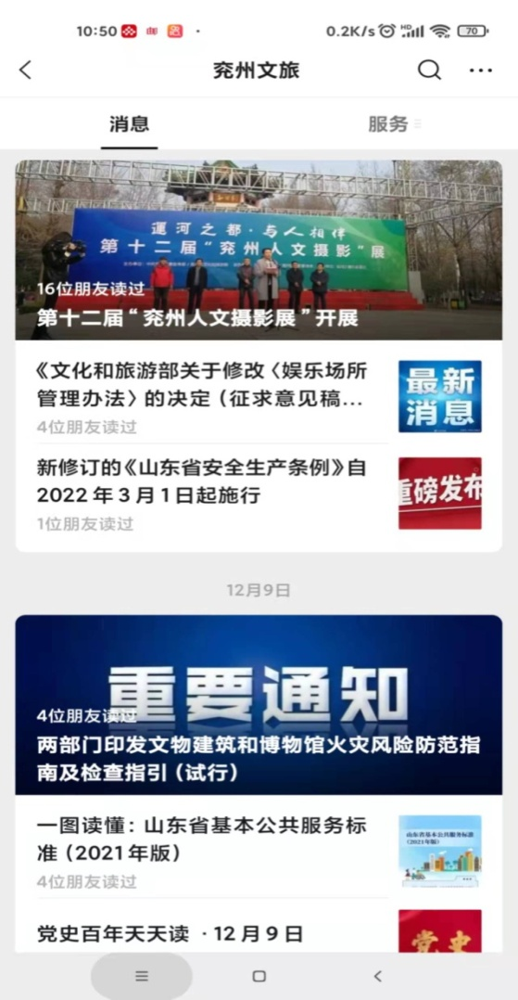 10:50
0.2K/s
HD
70
兖州文旅
消息
服务
運河之都·与人相伴
第十二届“兖州人文摄影”展
16位朋友读过
第十二届“兖州人文摄影展”开展
《文化和旅游部关于修改〈娱乐场所
管理办法〉的决定（征求意见稿...
4位朋友读过
最新
消息
新修订的《山东省安全生产条例》自
2022年3月1日起施行
1位朋友读过
重磅发布
12月9日
重要通知
4位朋友读过
两部门印发文物建筑和博物馆火灾风险防范指
南及检查指引（试行）
一图读懂：山东省基本公共服务标
准（2021年版）
4位朋友读过
山东省基本公共服务标准
（2021年版）
党史百年天天读 ·12月9日
党史